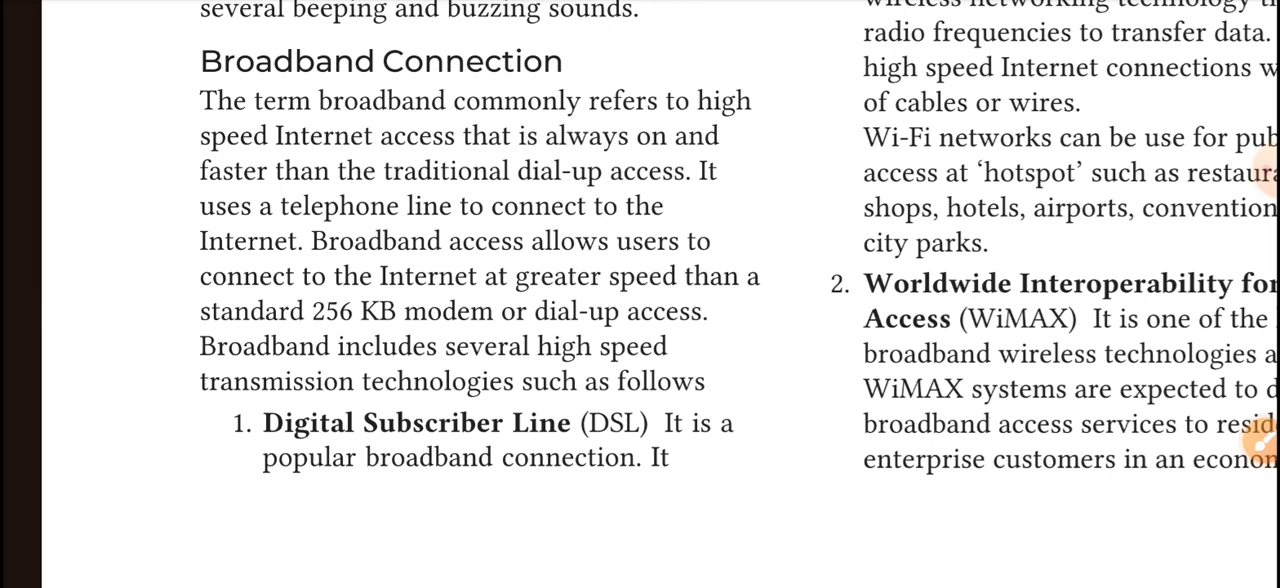 several beeping and buzzing sounds.
Broadband Connection
The term broadband commonly refers to high
speed Internet access that is always on and
faster than the traditional dial-up access. It
uses a telephone line to connect to the
Internet. Broadband access allows users to
connect to the Internet at greater speed than a
standard 256 KB modem or dial-up access.
Broadband includes several high speed
transmission technologies such as follows
1. Digital Subscriber Line (DSL) It is a
popular broadband connection. It
wireless networking technology
radio frequencies to transfer data.
high speed Internet connections
of cables or wires.
Wi-Fi networks can be use for
access at ‘hotspot’ such as
shops, hotels, airports, convention
city parks.
2. Worldwide Interoperability for
Access (WiMAX) It is one of the
broadband wireless technologies
WiMAX systems are expected to
broadband access services to
enterprise customers in an